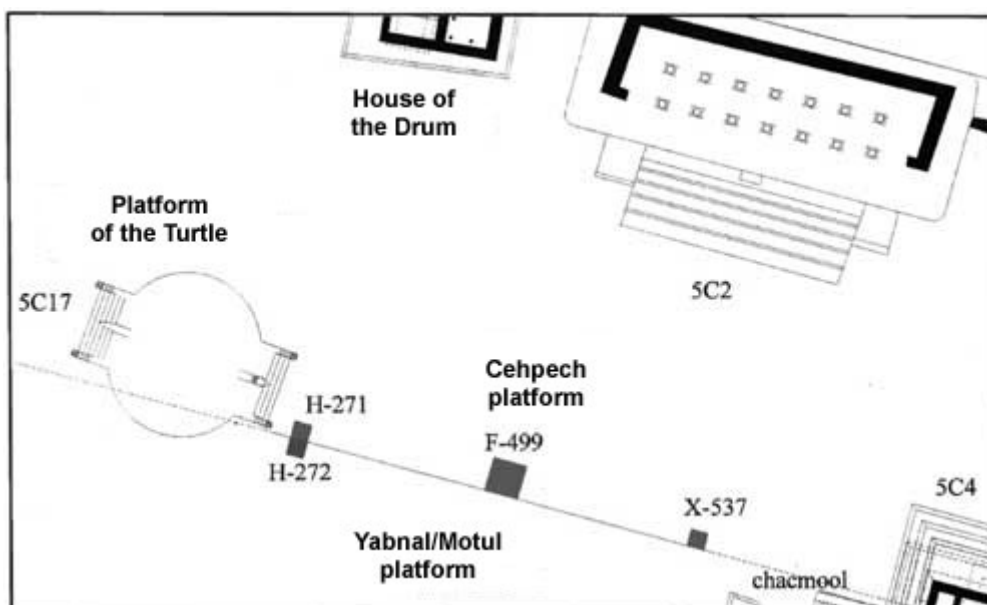 House of
the Drum
Platform
of the Turtle
5C17
5C2
H-271
Cehpech
platform
F-499
H-272
X-537
5C4
Yabnal/Motul
platform
chacmool